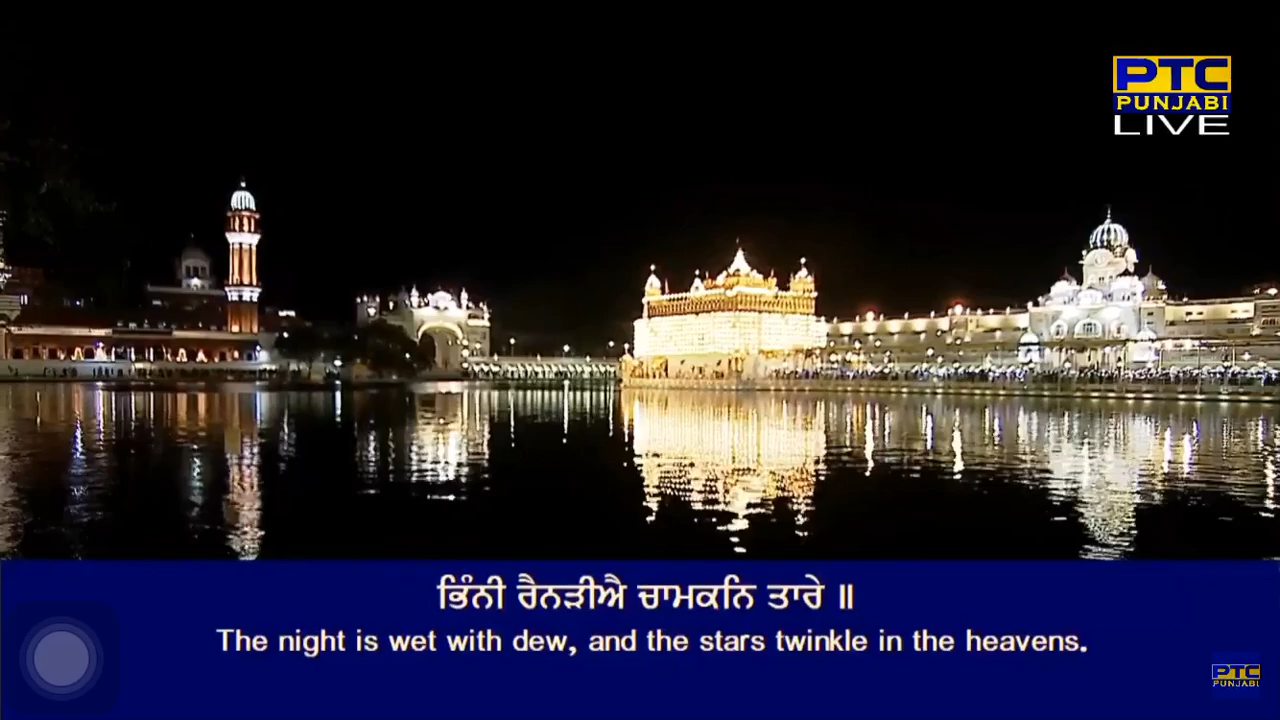 PTC
PUNJABI
LIVE
ਭਿੰਨੀ ਰੈਨੜੀਐ ਚਾਮਕਨਿ ਤਾਰੇ ॥
The night is wet with dew, and the stars twinkle in the heavens.
PTC
PUNJABI